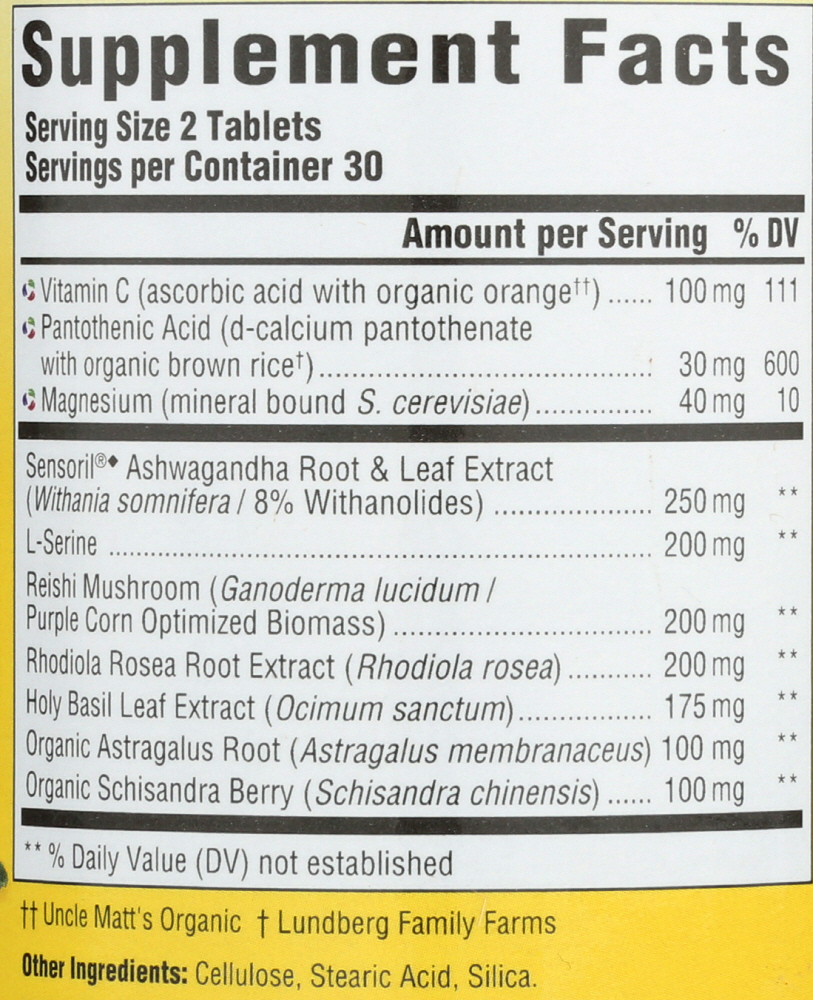 Supplement Facts
Serving Size 2 Tablets
Servings per Container 30
Amount per Serving % DV
Vitamin C (ascorbic acid with organic orange††) ...... 100 mg 111
Pantothenic Acid (d-calcium pantothenate
with organic brown rice†)........................................ 30 mg 600
Magnesium (mineral bound S. cerevisiae)............... 40 mg 10
Sensoril®◆ Ashwagandha Root & Leaf Extract
(Withania somnifera / 8% Withanolides) .................... 250 mg **
L-Serine .................................................................... 200 mg **
Reishi Mushroom (Ganoderma lucidum /
Purple Corn Optimized Biomass) ................................ 200 mg **
Rhodiola Rosea Root Extract (Rhodiola rosea) ........... 200 mg **
Holy Basil Leaf Extract (Ocimum sanctum)................. 175 mg **
Organic Astragalus Root (Astragalus membranaceus) 100 mg **
Organic Schisandra Berry (Schisandra chinensis) ...... 100 mg **
** % Daily Value (DV) not established
†† Uncle Matt's Organic † Lundberg Family Farms
Other Ingredients: Cellulose, Stearic Acid, Silica.